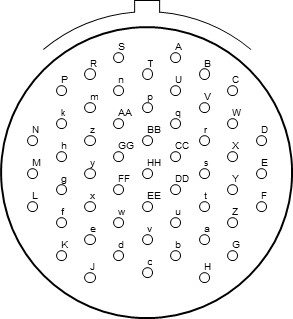 S A
R T B
P n U C
m p V
k AA q W
N z BB r D
h GG CC X
M y HH s E
g FF DD Y
L x EE t F
f w u Z
e v a
K d b G
J c H